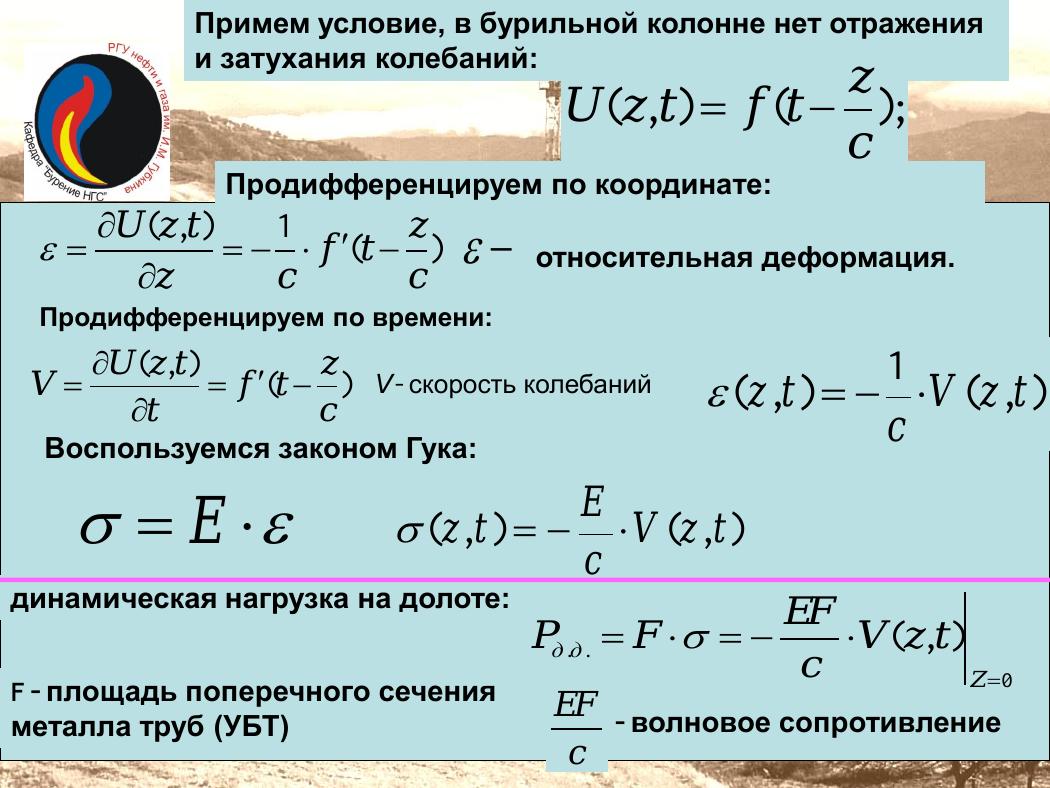 Примем условие, в бурильной колонне нет отражения
и затухания колебаний:
U(z,t) = f(t − z/c);
РГУ нефти и газа им. И.М. Губкина
Кафедра "Бурение НГС"
Продифференцируем по координате:
ε = ∂U(z,t)/∂z = −1/c · f′(t − z/c) ε − относительная деформация.
Продифференцируем по времени:
V = ∂U(z,t)/∂t = f′(t − z/c) V - скорость колебаний
ε(z,t) = −1/c · V(z,t)
Воспользуемся законом Гука:
σ = E · ε
σ(z,t) = −E/c · V(z,t)
динамическая нагрузка на долоте:
P∂.∂. = F · σ = −EF/c · V(z,t)|Z=0
F - площадь поперечного сечения
металла труб (УБТ)
EF/c - волновое сопротивление